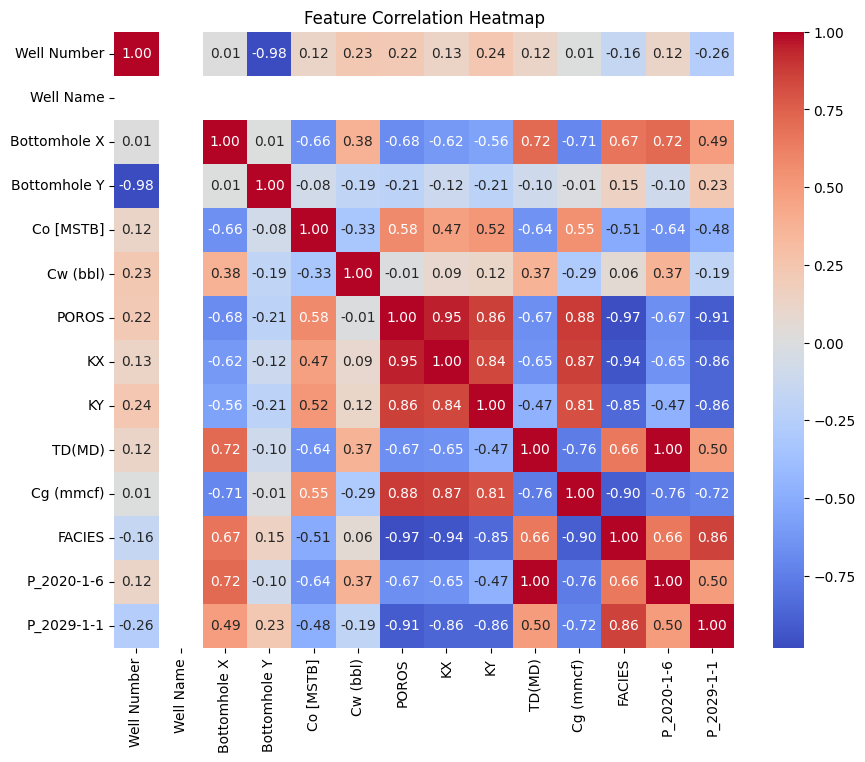 Feature Correlation Heatmap
Well Number 1.00 0.01 -0.98 0.12 0.23 0.22 0.13 0.24 0.12 0.01 -0.16 0.12 -0.26
Well Name
Bottomhole X 0.01 1.00 0.01 -0.66 0.38 -0.68 -0.62 -0.56 0.72 -0.71 0.67 0.72 0.49
Bottomhole Y -0.98 0.01 1.00 -0.08 -0.19 -0.21 -0.12 -0.21 -0.10 -0.01 0.15 -0.10 0.23
Co [MSTB] 0.12 -0.66 -0.08 1.00 -0.33 0.58 0.47 0.52 -0.64 0.55 -0.51 -0.64 -0.48
Cw (bbl) 0.23 0.38 -0.19 -0.33 1.00 -0.01 0.09 0.12 0.37 -0.29 0.06 0.37 -0.19
POROS 0.22 -0.68 -0.21 0.58 -0.01 1.00 0.95 0.86 -0.67 0.88 -0.97 -0.67 -0.91
KX 0.13 -0.62 -0.12 0.47 0.09 0.95 1.00 0.84 -0.65 0.87 -0.94 -0.65 -0.86
KY 0.24 -0.56 -0.21 0.52 0.12 0.86 0.84 1.00 -0.47 0.81 -0.85 -0.47 -0.86
TD(MD) 0.12 0.72 -0.10 -0.64 0.37 -0.67 -0.65 -0.47 1.00 -0.76 0.66 1.00 0.50
Cg (mmcf) 0.01 -0.71 -0.01 0.55 -0.29 0.88 0.87 0.81 -0.76 1.00 -0.90 -0.76 -0.72
FACIES -0.16 0.67 0.15 -0.51 0.06 -0.97 -0.94 -0.85 0.66 -0.90 1.00 0.66 0.86
P_2020-1-6 0.12 0.72 -0.10 -0.64 0.37 -0.67 -0.65 -0.47 1.00 -0.76 0.66 1.00 0.50
P_2029-1-1 -0.26 0.49 0.23 -0.48 -0.19 -0.91 -0.86 -0.86 0.50 -0.72 0.86 0.50 1.00
Well Number
Well Name
Bottomhole X
Bottomhole Y
Co [MSTB]
Cw (bbl)
POROS
KX
KY
TD(MD)
Cg (mmcf)
FACIES
P_2020-1-6
P_2029-1-1
1.00
0.75
0.50
0.25
0.00
−0.25
−0.50
−0.75